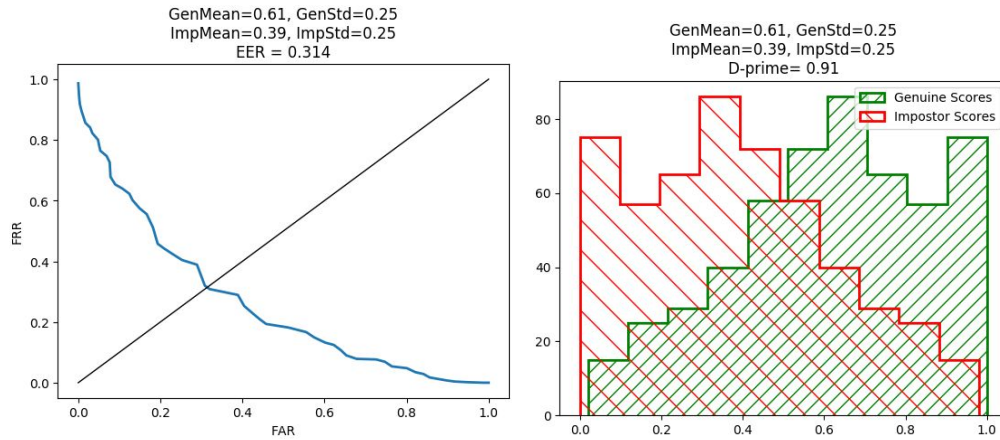 GenMean=0.61, GenStd=0.25
ImpMean=0.39, ImpStd=0.25
EER = 0.314
1.0
0.8
0.6
0.4
0.2
0.0
FRR
0.0
0.2
0.4
0.6
0.8
1.0
FAR
GenMean=0.61, GenStd=0.25
ImpMean=0.39, ImpStd=0.25
D-prime= 0.91
Genuine Scores
Impostor Scores
80
60
40
20
0
0.0
0.2
0.4
0.6
0.8
1.0